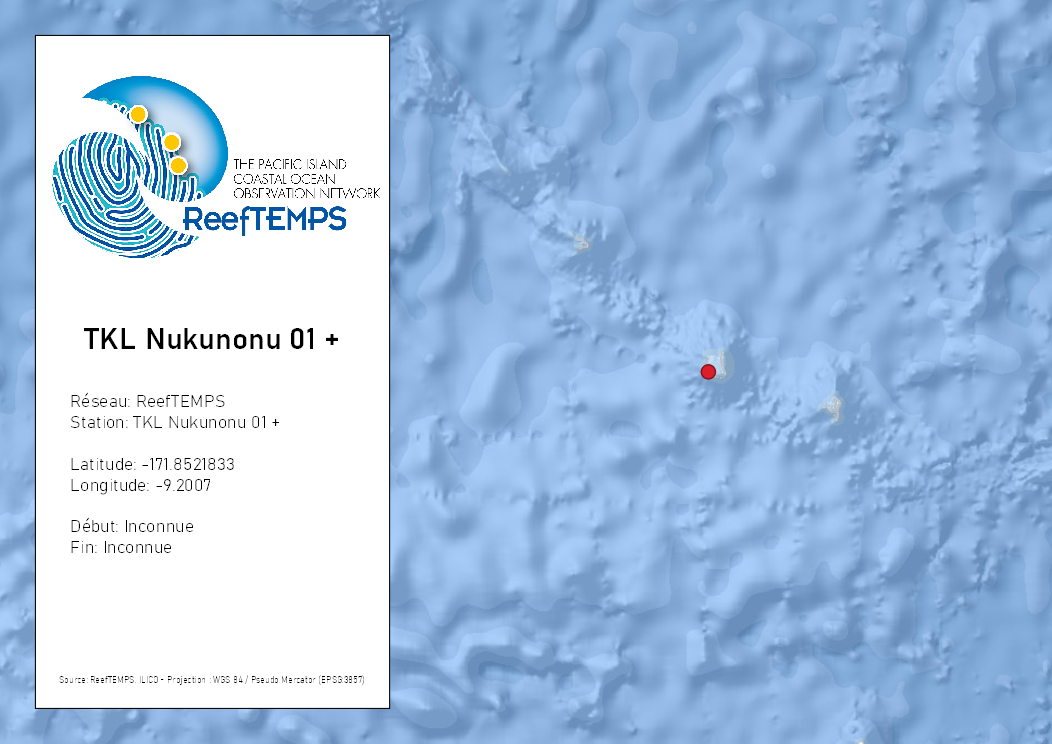 THE PACIFIC ISLAND
COASTAL OCEAN
OBSERVATION NETWORK
ReefTEMPS
TKL Nukunonu 01 +
Réseau: ReefTEMPS
Station: TKL Nukunonu 01 +
Latitude: -171.8521833
Longitude: -9.2007
Début: Inconnue
Fin: Inconnue
Source: ReefTEMPS, ILICO - Projection : WGS 84 / Pseudo Mercator (EPSG:3857)